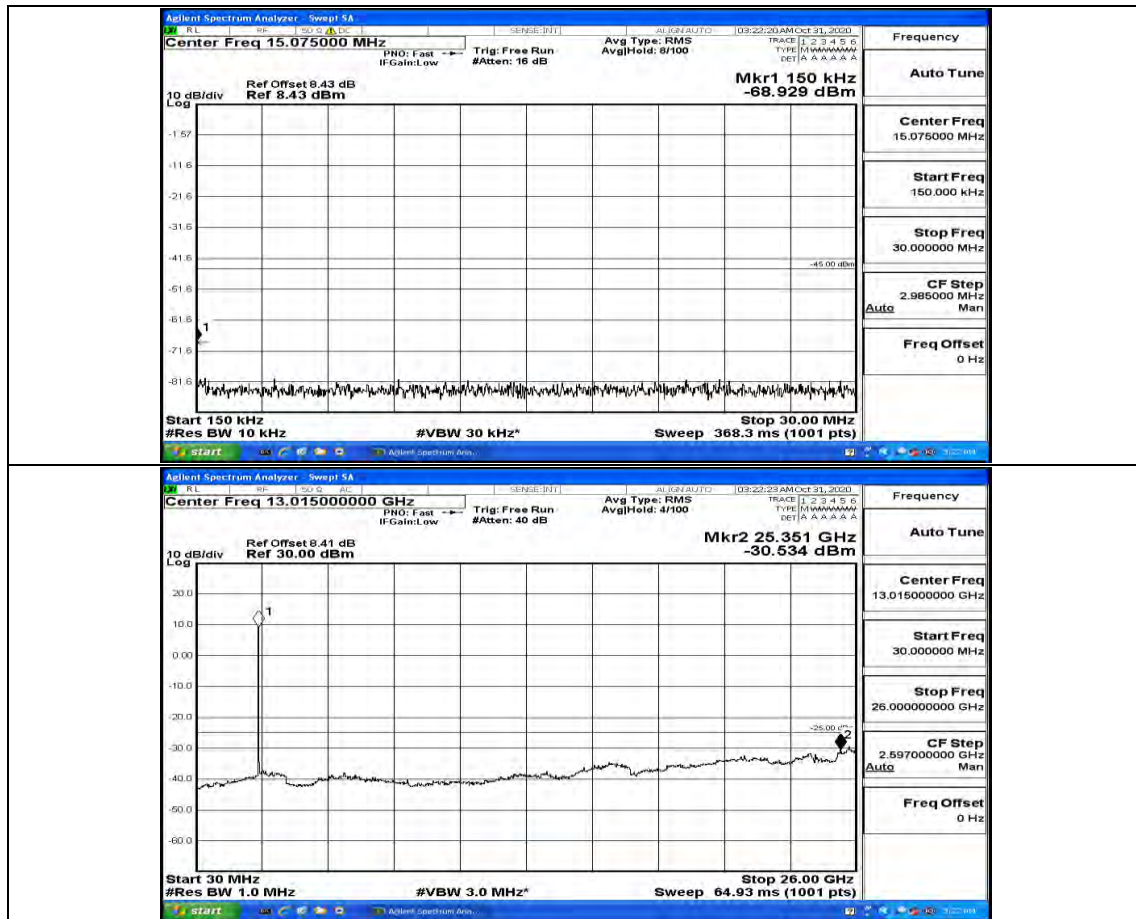 Agilent Spectrum Analyzer - Swept SA
RL RF 50 Ω DC SENSE:INT ALIGN AUTO 03:22:20 AM Oct 31, 2020
Center Freq 15.075000 MHz
PNO: Fast
IFGain:Low
Trig: Free Run
#Atten: 16 dB
Avg Type: RMS
Avg|Hold: 8/100
TRACE 1 2 3 4 5 6
TYPE M
DET A A A A A A
Ref Offset 8.43 dB
10 dB/div Ref 8.43 dBm
Log
Mkr1 150 kHz
-68.929 dBm
-1.57
-11.6
-21.6
-31.6
-41.6
-45.00 dBm
-51.6
-61.6
1
-71.6
-81.6
Start 150 kHz Stop 30.00 MHz
#Res BW 10 kHz #VBW 30 kHz* Sweep 368.3 ms (1001 pts)
Frequency
Auto Tune
Center Freq
15.075000 MHz
Start Freq
150.000 kHz
Stop Freq
30.000000 MHz
CF Step
2.985000 MHz
Auto Man
Freq Offset
0 Hz
start Agilent Spectrum Ana...
Agilent Spectrum Analyzer - Swept SA
RL RF 50 Ω AC SENSE:INT ALIGN AUTO 03:22:23 AM Oct 31, 2020
Center Freq 13.015000000 GHz
PNO: Fast
IFGain:Low
Trig: Free Run
#Atten: 40 dB
Avg Type: RMS
Avg|Hold: 4/100
TRACE 1 2 3 4 5 6
TYPE M
DET A A A A A A
Ref Offset 8.41 dB
10 dB/div Ref 30.00 dBm
Log
Mkr2 25.351 GHz
-30.534 dBm
20.0
1
10.0
0.00
-10.0
-20.0
-25.00
2
-30.0
-40.0
-50.0
-60.0
Start 30 MHz Stop 26.00 GHz
#Res BW 1.0 MHz #VBW 3.0 MHz* Sweep 64.93 ms (1001 pts)
Frequency
Auto Tune
Center Freq
13.015000000 GHz
Start Freq
30.000000 MHz
Stop Freq
26.000000000 GHz
CF Step
2.597000000 GHz
Auto Man
Freq Offset
0 Hz
start Agilent Spectrum Ana...